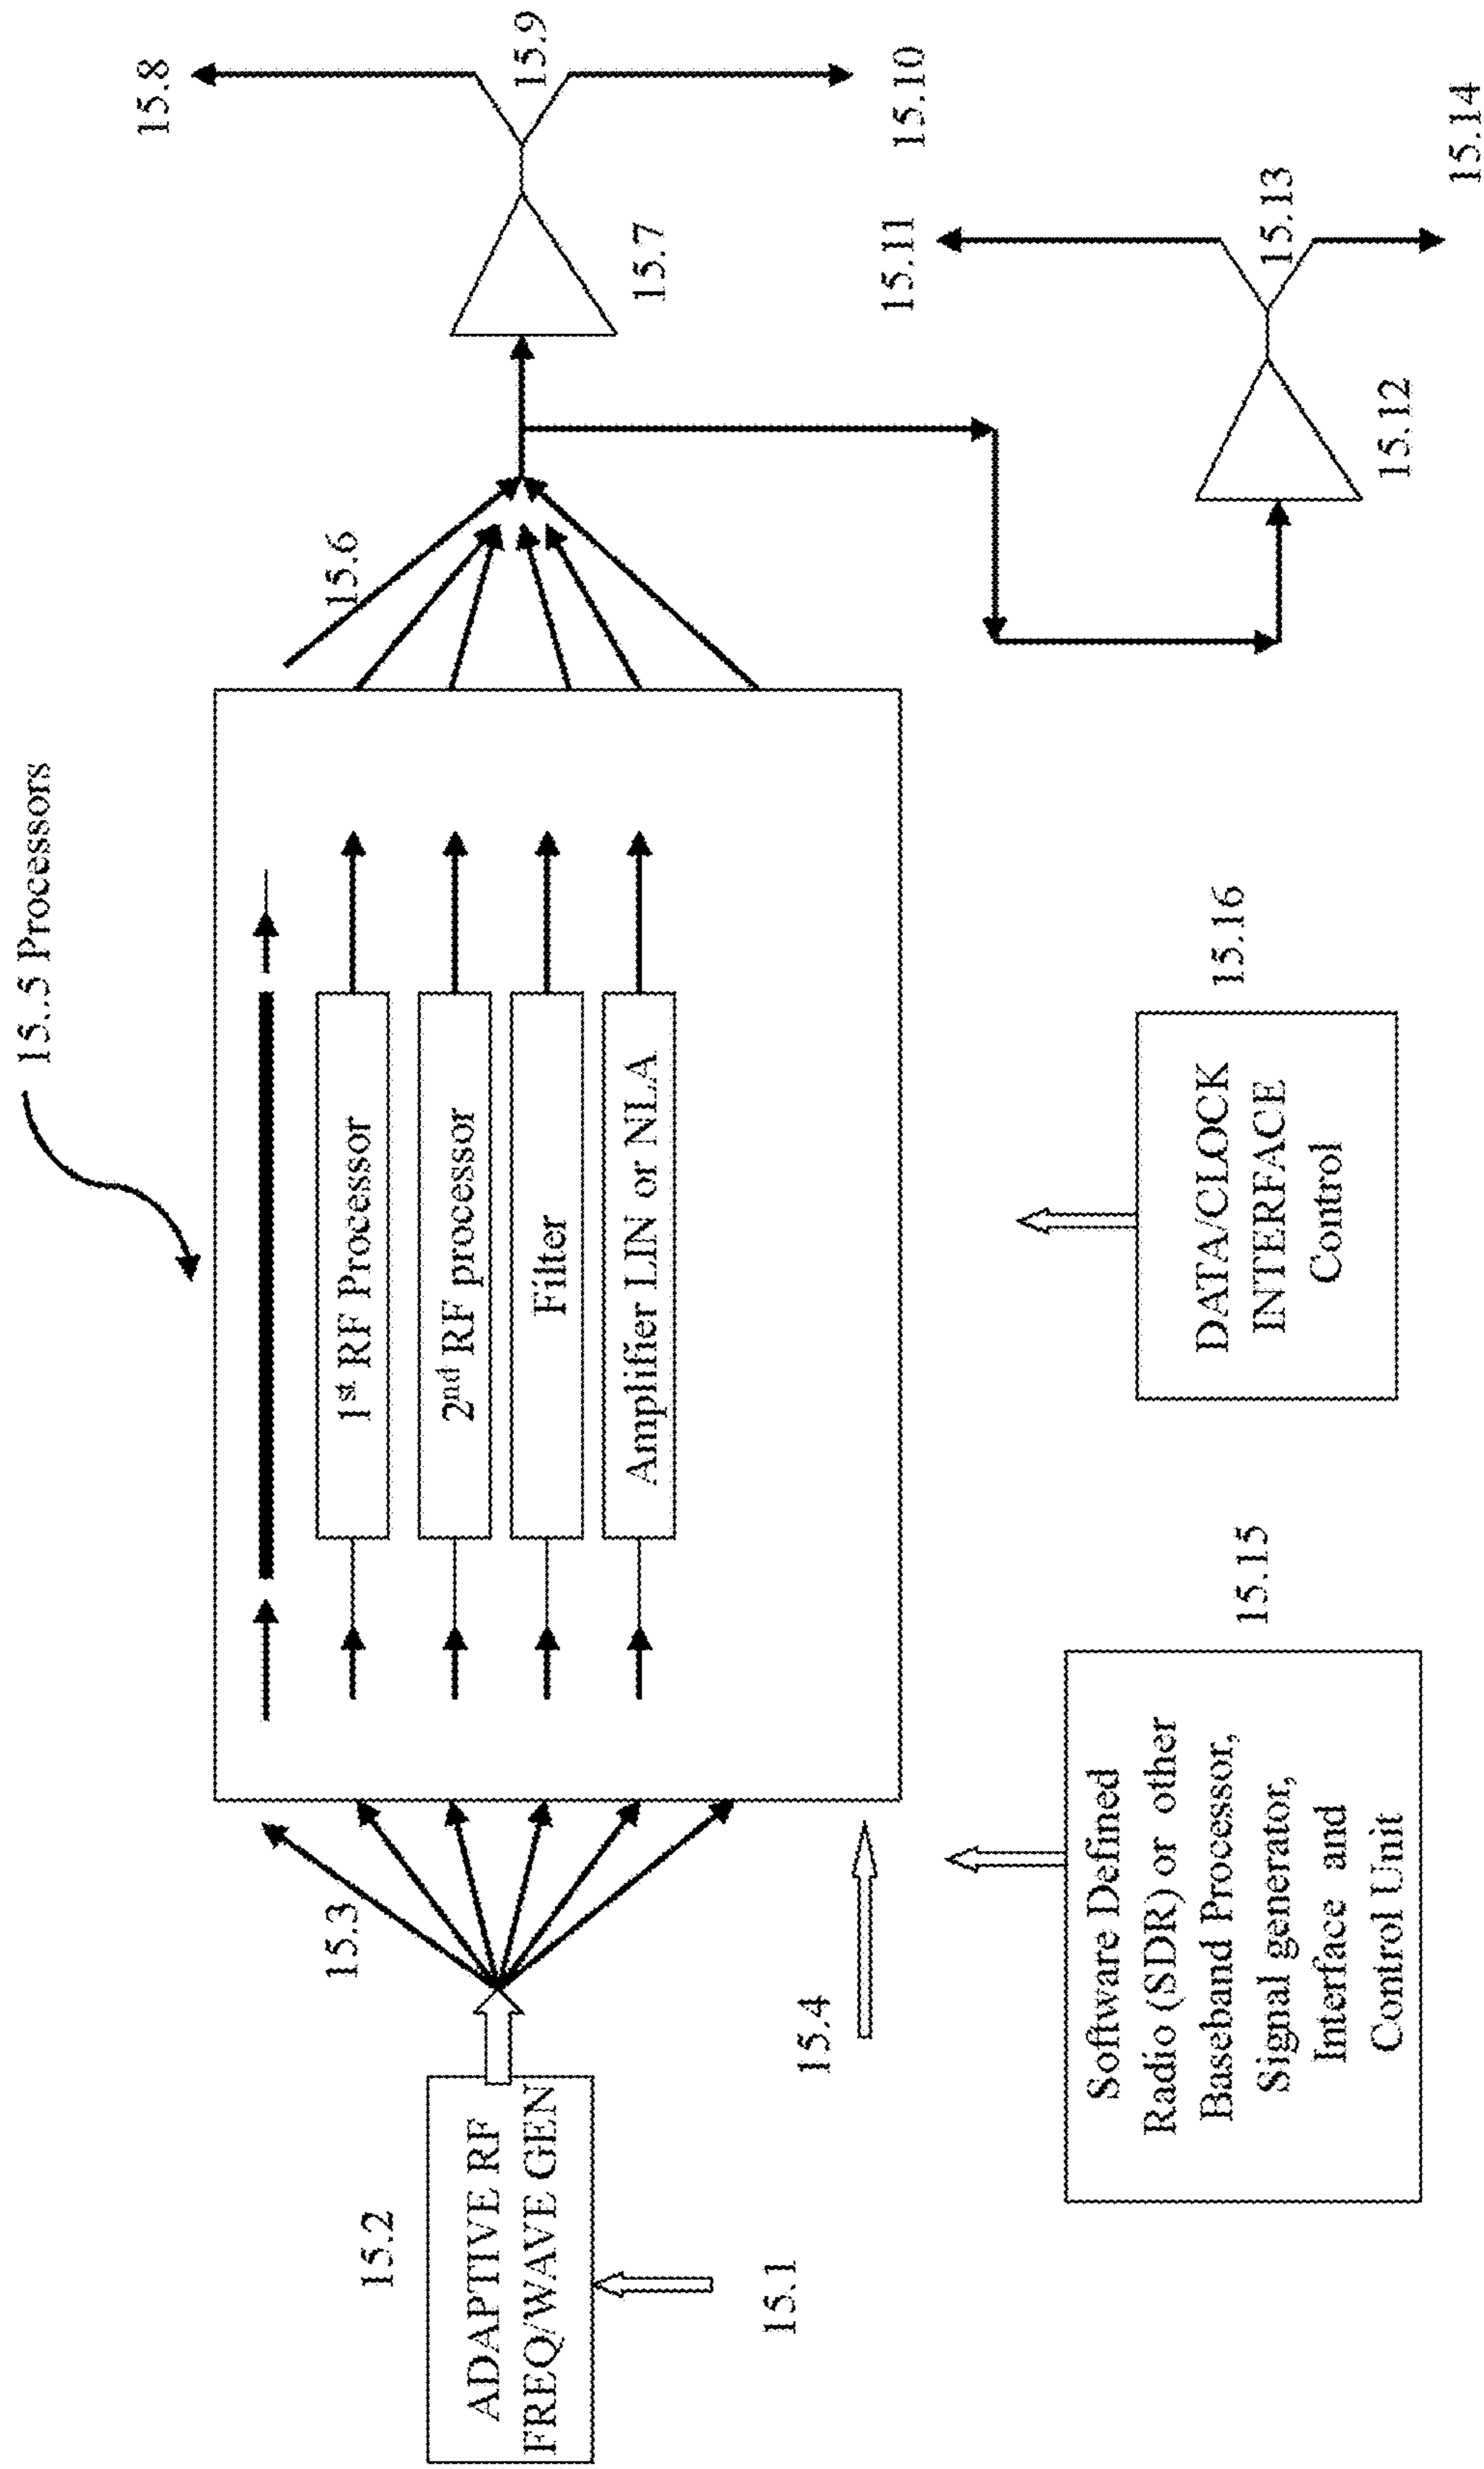 15..5 Processors
15.8
15.9
15.10
15.7
15.6
15.11
15.13
15.14
15.12
15.3
15.2
ADAPTIVE RF
FREQ/WAVE GEN
15.1
15.4
1st RF Processor
2nd RF processor
Filter
Amplifier LIN or NLA
15.15
Software Defined
Radio (SDR) or other
Baseband Processor,
Signal generator,
Interface and
Control Unit
15.16
DATA/CLOCK
INTERFACE
Control